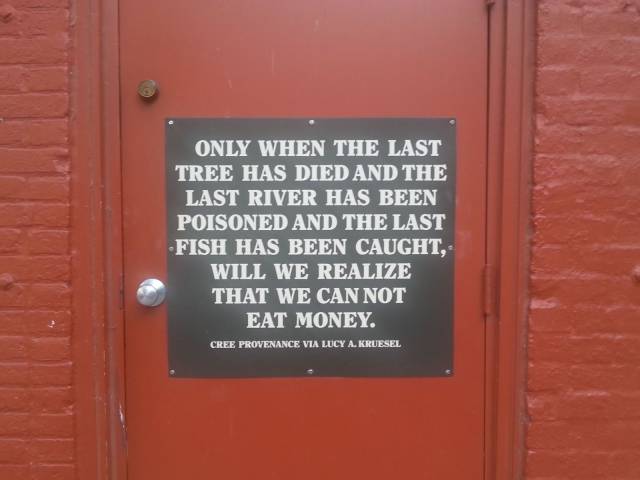 ONLY WHEN THE LAST
TREE HAS DIED AND THE
LAST RIVER HAS BEEN
POISONED AND THE LAST
FISH HAS BEEN CAUGHT,
WILL WE REALIZE
THAT WE CAN NOT
EAT MONEY.
CREE PROVENANCE VIA LUCY A. KRUESEL